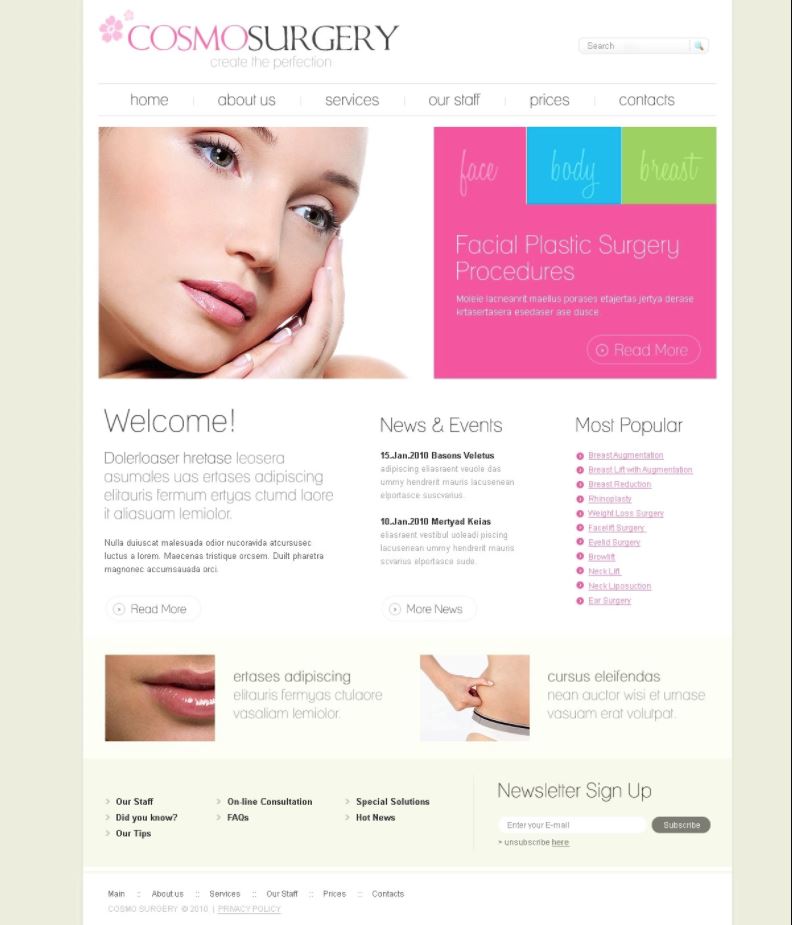 COSMOSURGERY
create the perfection
Search
home
about us
services
our staff
prices
contacts
face
body
breast
Facial Plastic Surgery
Procedures
maellus porases etajertas jertya derase
krtasertasera esedaser ase dusce.
Read More
Welcome!
Dolerloaser hretase leosera
asumales uas ertases adipiscing
elitauris fermum ertyas ctumd laore
it aliasuam lemiolor.
Nulla duiuscat malesuada odior nucoravida atcursusec
luctus a lorem. Maecenas tristique orcsem. Duilt pharetra
magnonec accumsauada orci.
Read More
News & Events
15.Jan.2010 Basons Veletus
adipiscing eliasraent veuole das
ummy hendrerit mauris lacusenean
elportasce suscvarius.
10.Jan.2010 Mertyad Keias
eliasraent vestibul uoleadi piscing
lacusenean ummy hendrerit mauris
scvarius elportasce sude.
More News
Most Popular
Breast Augmentation
Breast Lift with Augmentation
Breast Reduction
Rhinoplasty
Weight Loss Surgery
Facelift Surgery
Eyelid Surgery
Browlift
Neck Lift
Neck Liposuction
Ear Surgery
ertases adipiscing
elitauris fermyas ctulaore
vasaliam lemiolor.
cursus eleifendas
nean auctor wisi et urnase
vasuam erat volutpat.
Our Staff
Did you know?
Our Tips
On-line Consultation
FAQs
Special Solutions
Hot News
Newsletter Sign Up
Enter your E-mail
Subscribe
> unsubscribe here
Main :: About us :: Services :: Our Staff :: Prices :: Contacts
COSMO SURGERY © 2010 | PRIVACY POLICY